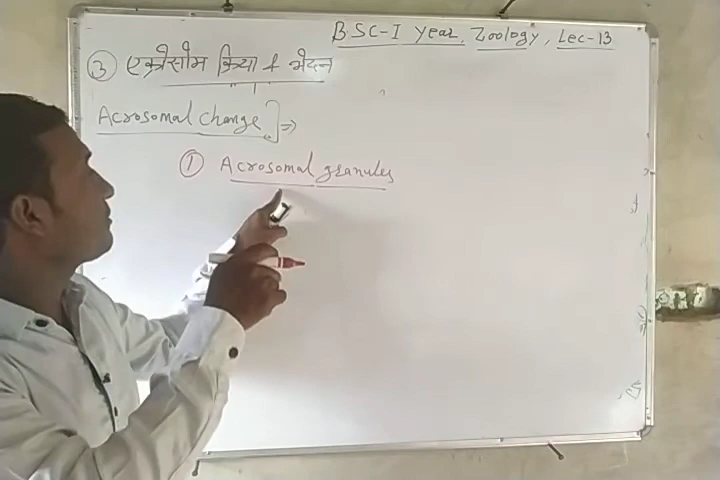 BSC-I Year, Zoology, Lec-13
③ एक्रोसोम क्रिया & भेदन
Acrosomal change] ⇒
① Acrosomal granules